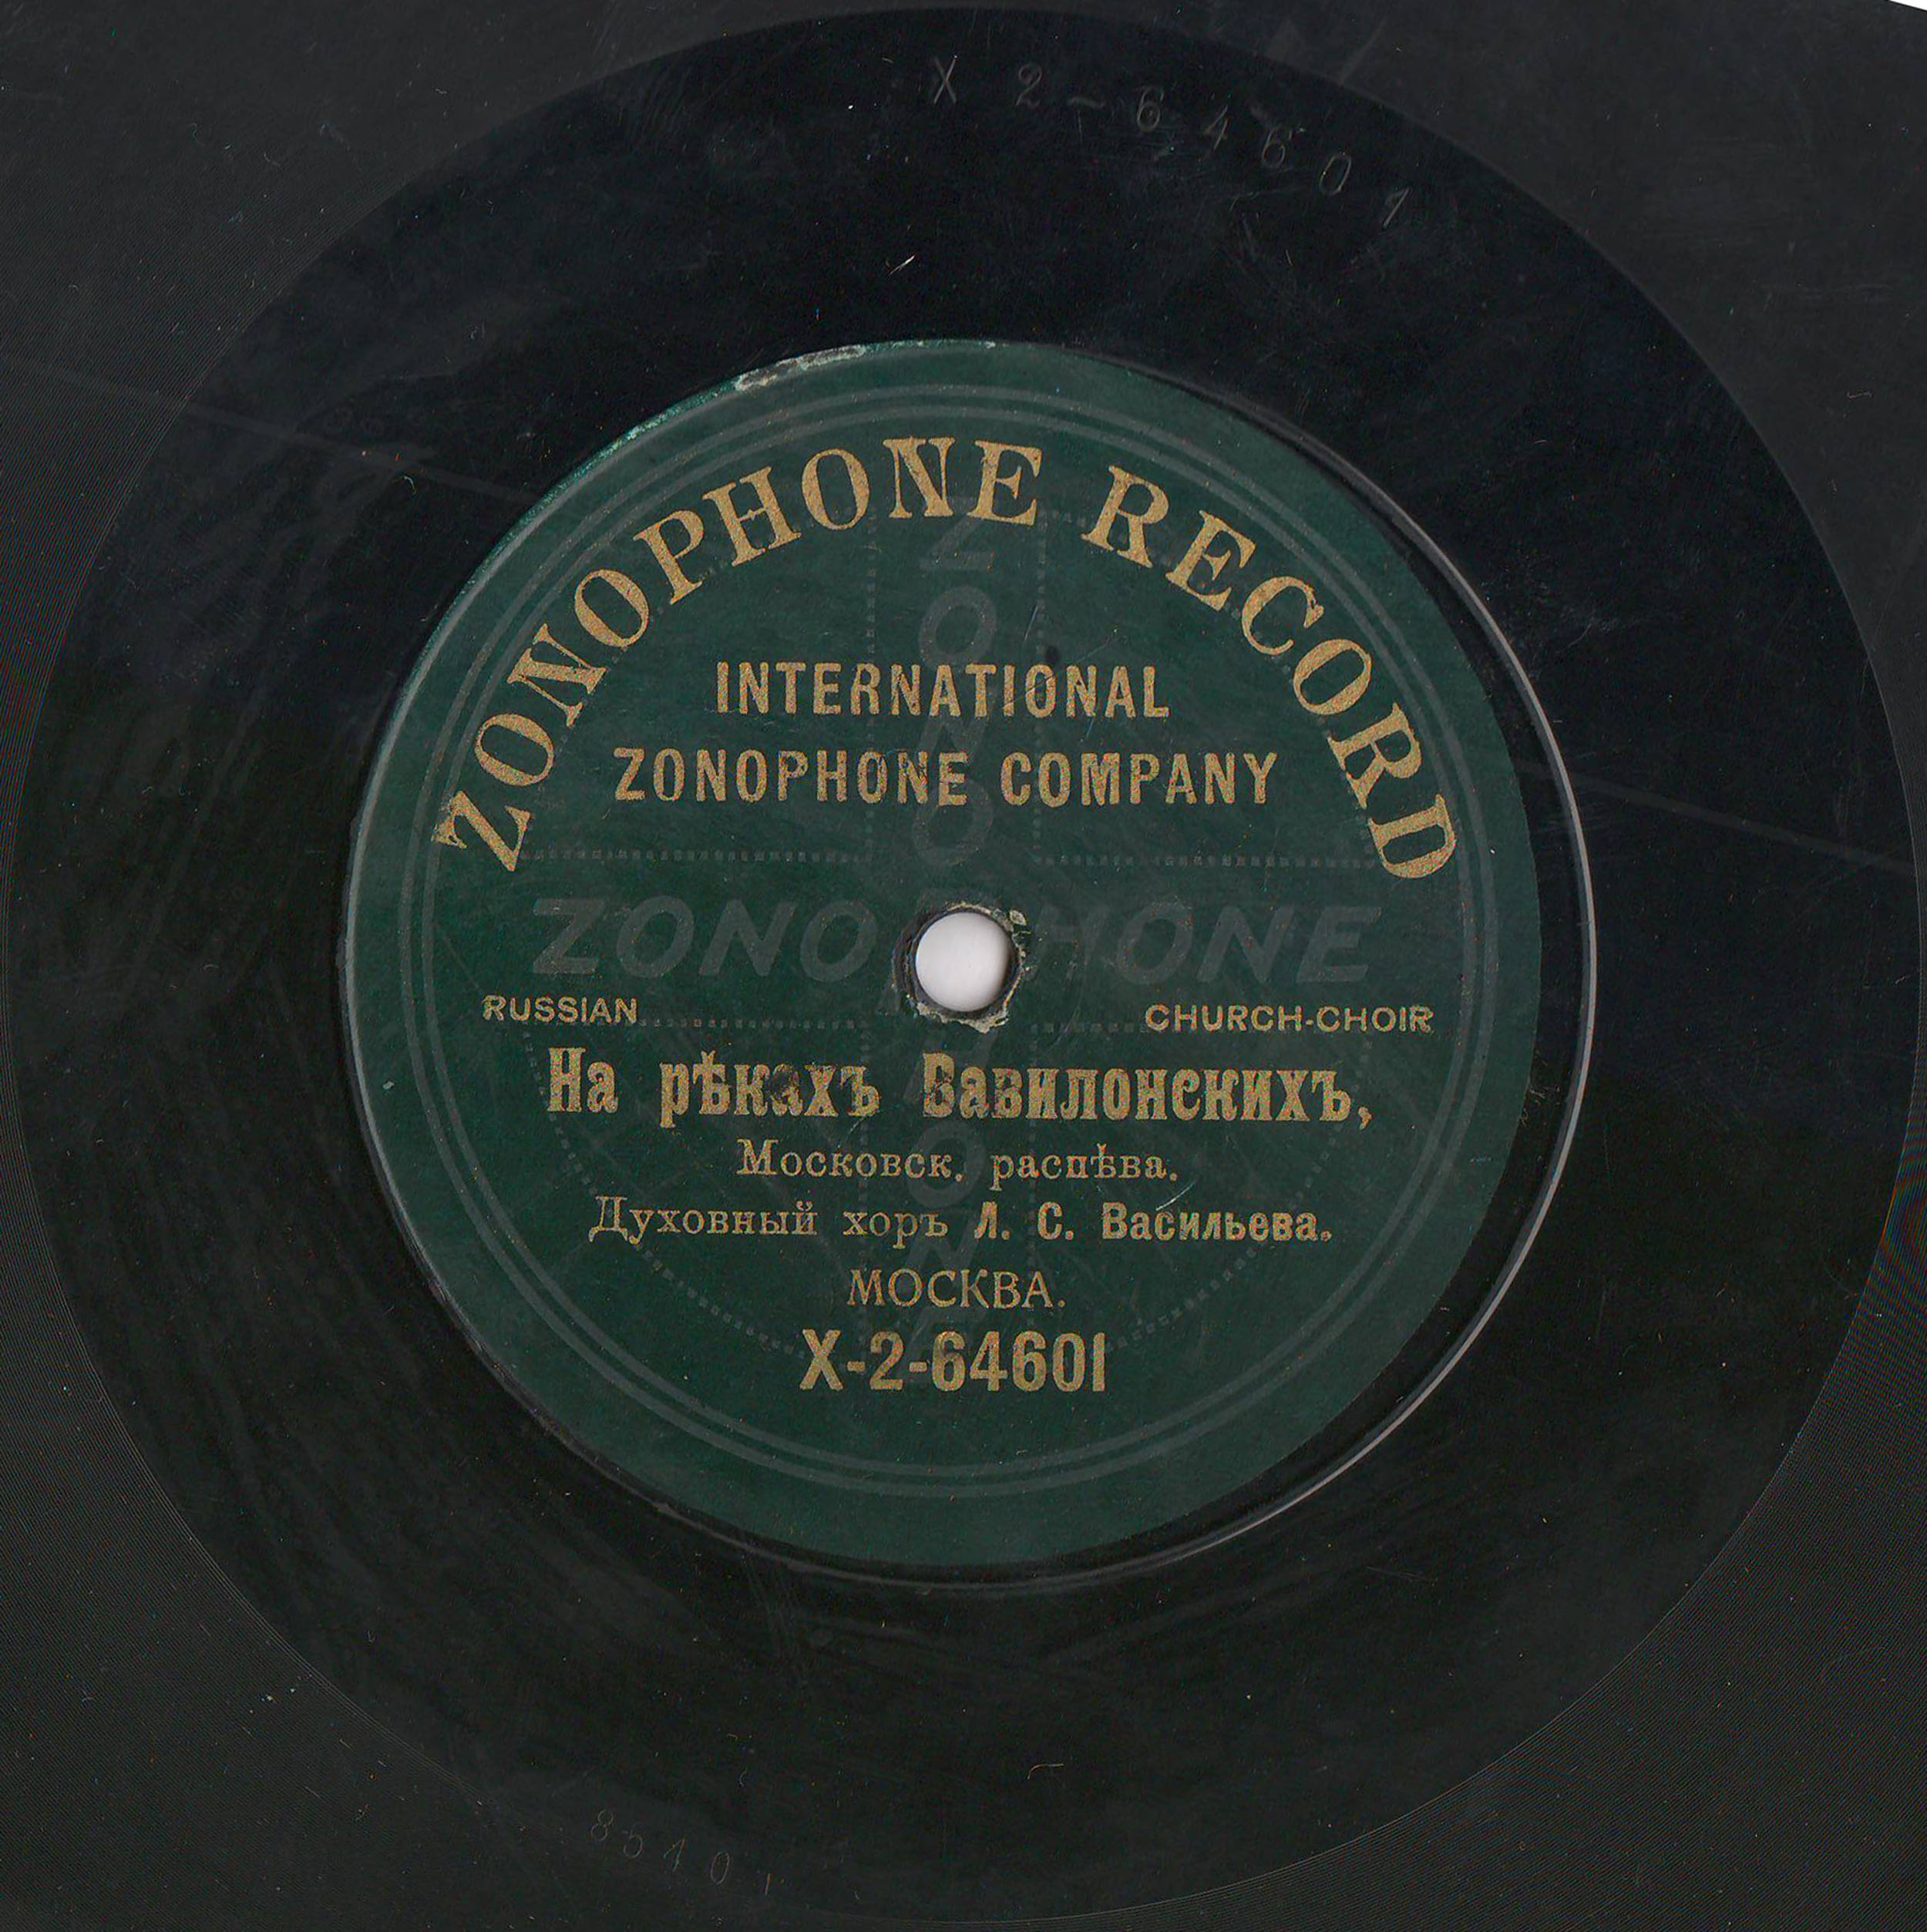 X 2-64601
ZONOPHONE RECORD
INTERNATIONAL
ZONOPHONE COMPANY
ZONOPHONE
ZONOPHONE
RUSSIAN CHURCH-CHOIR
На рѣкахъ Вавилонскихъ,
Московск. распѣва.
Духовный хоръ Л. С. Васильева.
МОСКВА.
X-2-64601